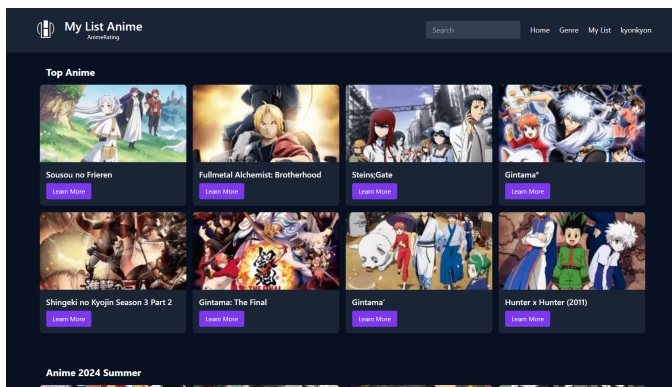 My List Anime
AnimeRating
Search
Home Genre My List kyonkyon
Top Anime
Sousou no Frieren
Learn More
Fullmetal Alchemist: Brotherhood
Learn More
Steins;Gate
Learn More
Gintama°
Learn More
Shingeki no Kyojin Season 3 Part 2
Learn More
Gintama: The Final
Learn More
Gintama'
Learn More
Hunter x Hunter (2011)
Learn More
Anime 2024 Summer